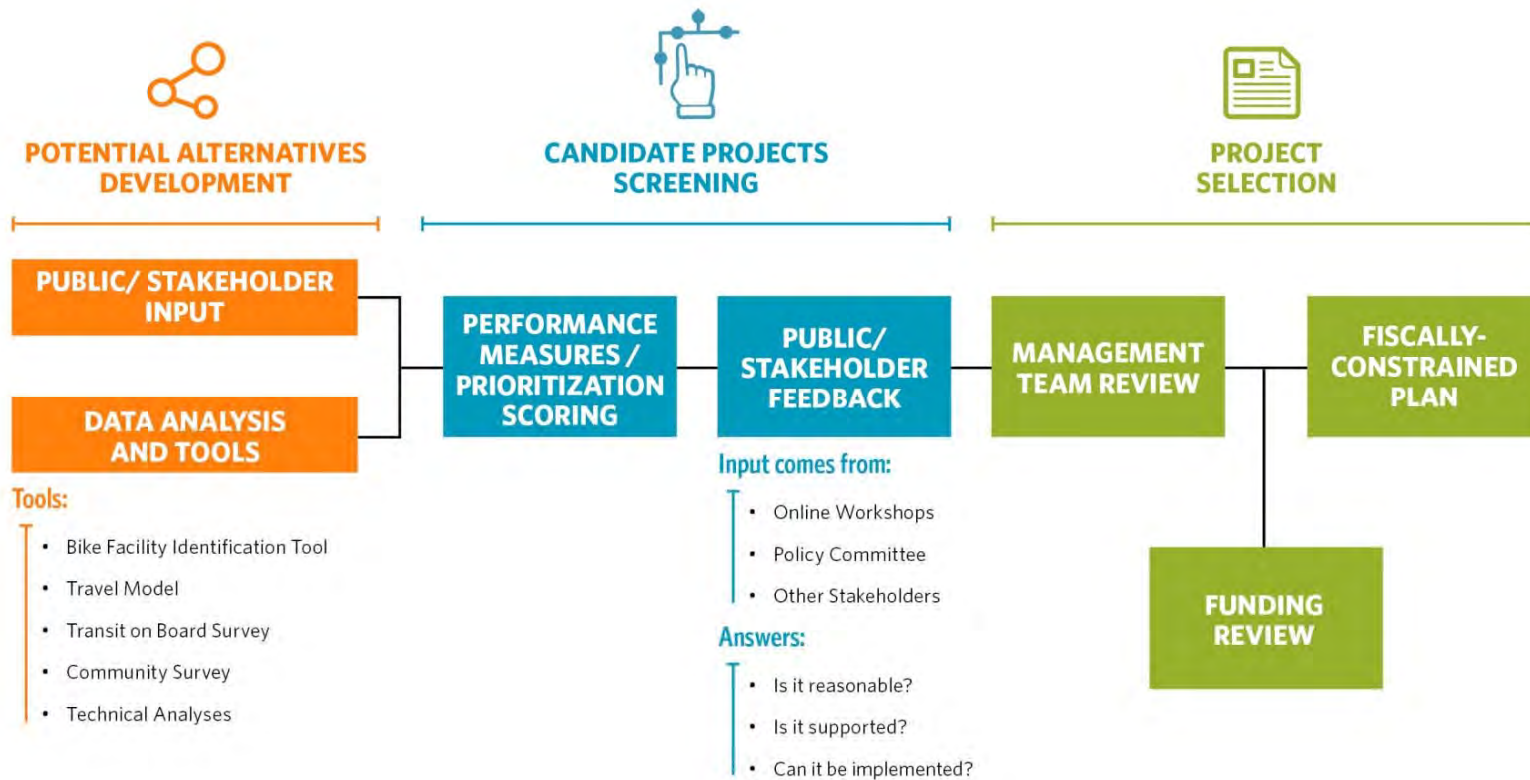 POTENTIAL ALTERNATIVES
DEVELOPMENT
CANDIDATE PROJECTS
SCREENING
PROJECT
SELECTION
PUBLIC/ STAKEHOLDER
INPUT
DATA ANALYSIS
AND TOOLS
Tools:
• Bike Facility Identification Tool
• Travel Model
• Transit on Board Survey
• Community Survey
• Technical Analyses
PERFORMANCE
MEASURES /
PRIORITIZATION
SCORING
PUBLIC/
STAKEHOLDER
FEEDBACK
Input comes from:
• Online Workshops
• Policy Committee
• Other Stakeholders
Answers:
• Is it reasonable?
• Is it supported?
• Can it be implemented?
MANAGEMENT
TEAM REVIEW
FUNDING
REVIEW
FISCALLY-
CONSTRAINED
PLAN